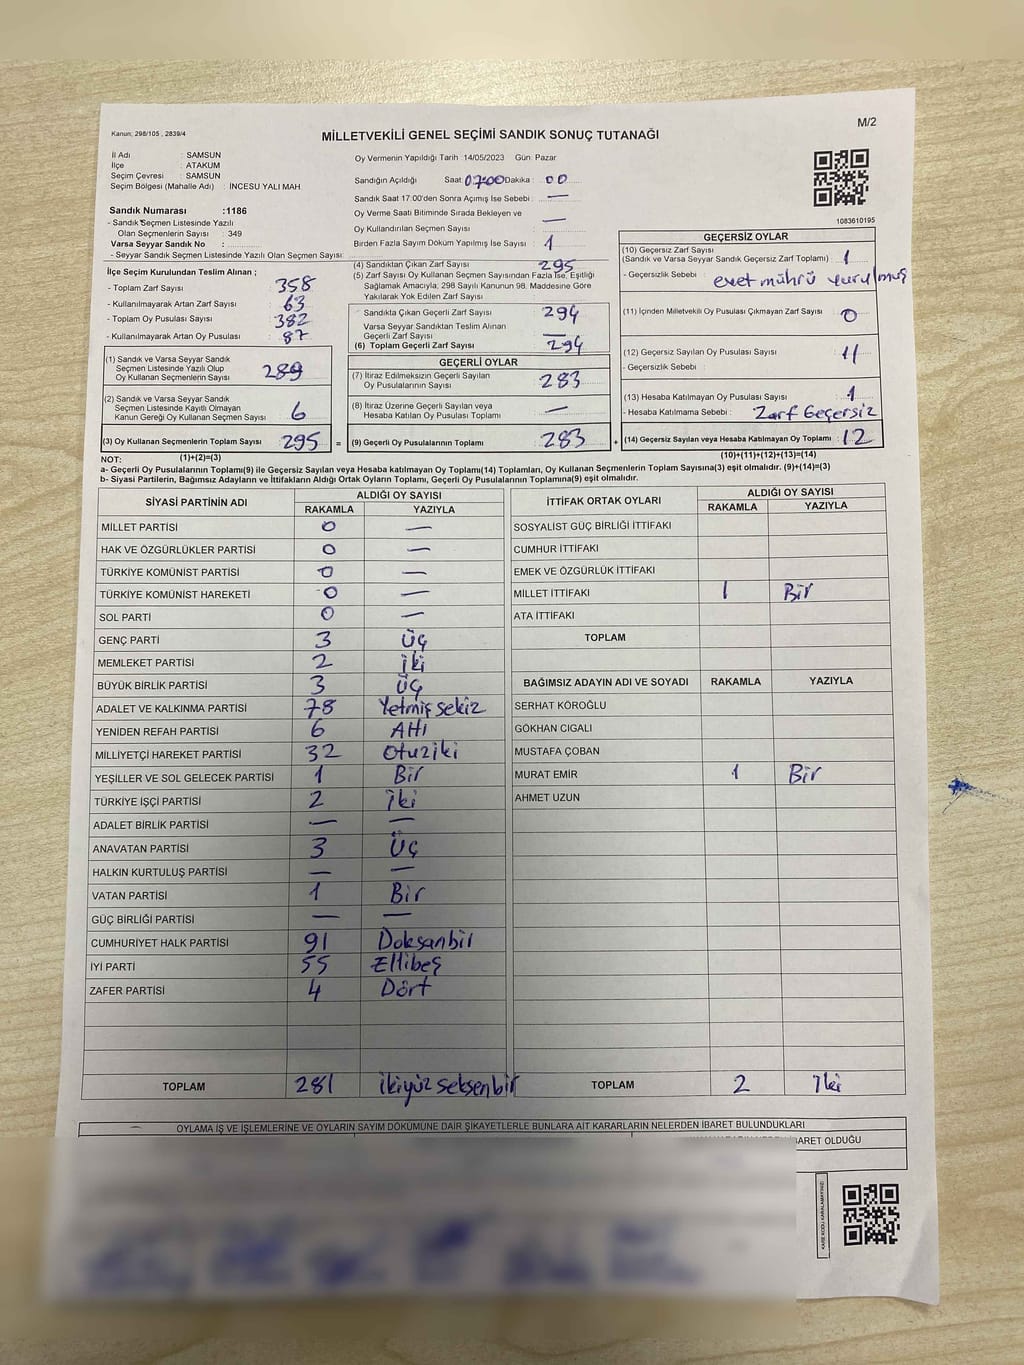 M/2
Kanun: 298/105 , 2839/4
MİLLETVEKİLİ GENEL SEÇİMİ SANDIK SONUÇ TUTANAĞI
İl Adı : SAMSUN
İlçe : ATAKUM
Seçim Çevresi : SAMSUN
Seçim Bölgesi (Mahalle Adı) : İNCESU YALI MAH
Sandık Numarası :1186
- Sandık Seçmen Listesinde Yazılı
Olan Seçmenlerin Sayısı : 349
Varsa Seyyar Sandık No :
- Seyyar Sandık Seçmen Listesinde Yazılı Olan Seçmen Sayısı:
Oy Vermenin Yapıldığı Tarih :14/05/2023 Gün: Pazar
Sandığın Açıldığı Saat:07:00 Dakika: 00
Sandık Saat 17:00'den Sonra Açımış İse Sebebi : —
Oy Verme Saati Bitiminde Sırada Bekleyen ve
Oy Kullandırılan Seçmen Sayısı : —
Birden Fazla Sayım Döküm Yapılmış İse Sayısı : 1
1083610195
İlçe Seçim Kurulundan Teslim Alınan ;
- Toplam Zarf Sayısı : 358
- Kullanılmayarak Artan Zarf Sayısı : 63
- Toplam Oy Pusulası Sayısı : 382
- Kullanılmayarak Artan Oy Pusulası : 87
(1) Sandık ve Varsa Seyyar Sandık
Seçmen Listesinde Yazılı Olup
Oy Kullanan Seçmenlerin Sayısı 289
(2) Sandık ve Varsa Seyyar Sandık
Seçmen Listesinde Kayıtlı Olmayan
Kanun Gereği Oy Kullanan Seçmen Sayısı 6
(3) Oy Kullanan Seçmenlerin Toplam Sayısı 295 =
(4) Sandıktan Çıkan Zarf Sayısı : 295
(5) Zarf Sayısı Oy Kullanan Seçmen Sayısından Fazla İse, Eşitliği
Sağlamak Amacıyla, 298 Sayılı Kanunun 98. Maddesine Göre
Yakılarak Yok Edilen Zarf Sayısı :
Sandıkta Çıkan Geçerli Zarf Sayısı 294
Varsa Seyyar Sandıktan Teslim Alınan
Geçerli Zarf Sayısı —
(6) Toplam Geçerli Zarf Sayısı 294
GEÇERLİ OYLAR
(7) İtiraz Edilmeksizin Geçerli Sayılan
Oy Pusulalarının Sayısı : 283
(8) İtiraz Üzerine Geçerli Sayılan veya
Hesaba Katılan Oy Pusulası Toplamı : —
(9) Geçerli Oy Pusulalarının Toplamı 283 +
GEÇERSİZ OYLAR
(10) Geçersiz Zarf Sayısı
(Sandık ve Varsa Seyyar Sandık Geçersiz Zarf Toplamı) : 1
- Geçersizlik Sebebi : evet mührü vurulmuş
(11) İçinden Milletvekili Oy Pusulası Çıkmayan Zarf Sayısı : 0
(12) Geçersiz Sayılan Oy Pusulası Sayısı : 11
- Geçersizlik Sebebi :
(13) Hesaba Katılmayan Oy Pusulası Sayısı : 1
- Hesaba Katılmama Sebebi : Zarf Geçersiz
(14) Geçersiz Sayılan veya Hesaba Katılmayan Oy Toplamı : 12
NOT: (1)+(2)=(3) (10)+(11)+(12)+(13)=(14)
a- Geçerli Oy Pusulalarının Toplamı(9) ile Geçersiz Sayılan veya Hesaba katılmayan Oy Toplamı(14) Toplamları, Oy Kullanan Seçmenlerin Toplam Sayısına(3) eşit olmalıdır. (9)+(14)=(3)
b- Siyasi Partilerin, Bağımsız Adayların ve İttifakların Aldığı Ortak Oyların Toplamı, Geçerli Oy Pusulalarının Toplamına(9) eşit olmalıdır.
SİYASİ PARTİNİN ADI ALDIĞI OY SAYISI
RAKAMLA YAZIYLA
MİLLET PARTİSİ 0 —
HAK VE ÖZGÜRLÜKLER PARTİSİ 0 —
TÜRKİYE KOMÜNİST PARTİSİ 0 —
TÜRKİYE KOMÜNİST HAREKETİ 0 —
SOL PARTİ 0 —
GENÇ PARTİ 3 Üç
MEMLEKET PARTİSİ 2 iki
BÜYÜK BİRLİK PARTİSİ 3 Üç
ADALET VE KALKINMA PARTİSİ 78 Yetmiş sekiz
YENİDEN REFAH PARTİSİ 6 Altı
MİLLİYETÇİ HAREKET PARTİSİ 32 Otuziki
YEŞİLLER VE SOL GELECEK PARTİSİ 1 Bir
TÜRKİYE İŞÇİ PARTİSİ 2 iki
ADALET BİRLİK PARTİSİ — —
ANAVATAN PARTİSİ 3 Üç
HALKIN KURTULUŞ PARTİSİ — —
VATAN PARTİSİ 1 Bir
GÜÇ BİRLİĞİ PARTİSİ — —
CUMHURİYET HALK PARTİSİ 91 Doksanbir
İYİ PARTİ 55 Ellibeş
ZAFER PARTİSİ 4 Dört
TOPLAM 281 ikiyüz seksenbir
İTTİFAK ORTAK OYLARI ALDIĞI OY SAYISI
RAKAMLA YAZIYLA
SOSYALİST GÜÇ BİRLİĞİ İTTİFAKI
CUMHUR İTTİFAKI
EMEK VE ÖZGÜRLÜK İTTİFAKI
MİLLET İTTİFAKI 1 Bir
ATA İTTİFAKI
TOPLAM
BAĞIMSIZ ADAYIN ADI VE SOYADI RAKAMLA YAZIYLA
SERHAT KÖROĞLU
GÖKHAN CIGALI
MUSTAFA ÇOBAN
MURAT EMİR 1 Bir
AHMET UZUN
TOPLAM 2 İki
OYLAMA İŞ VE İŞLEMLERİNE VE OYLARIN SAYIM DÖKÜMÜNE DAİR ŞİKAYETLERLE BUNLARA AİT KARARLARIN NELERDEN İBARET BULUNDUKLARI
İBARET OLDUĞU
KARE KODU KARALAMAYINIZ!